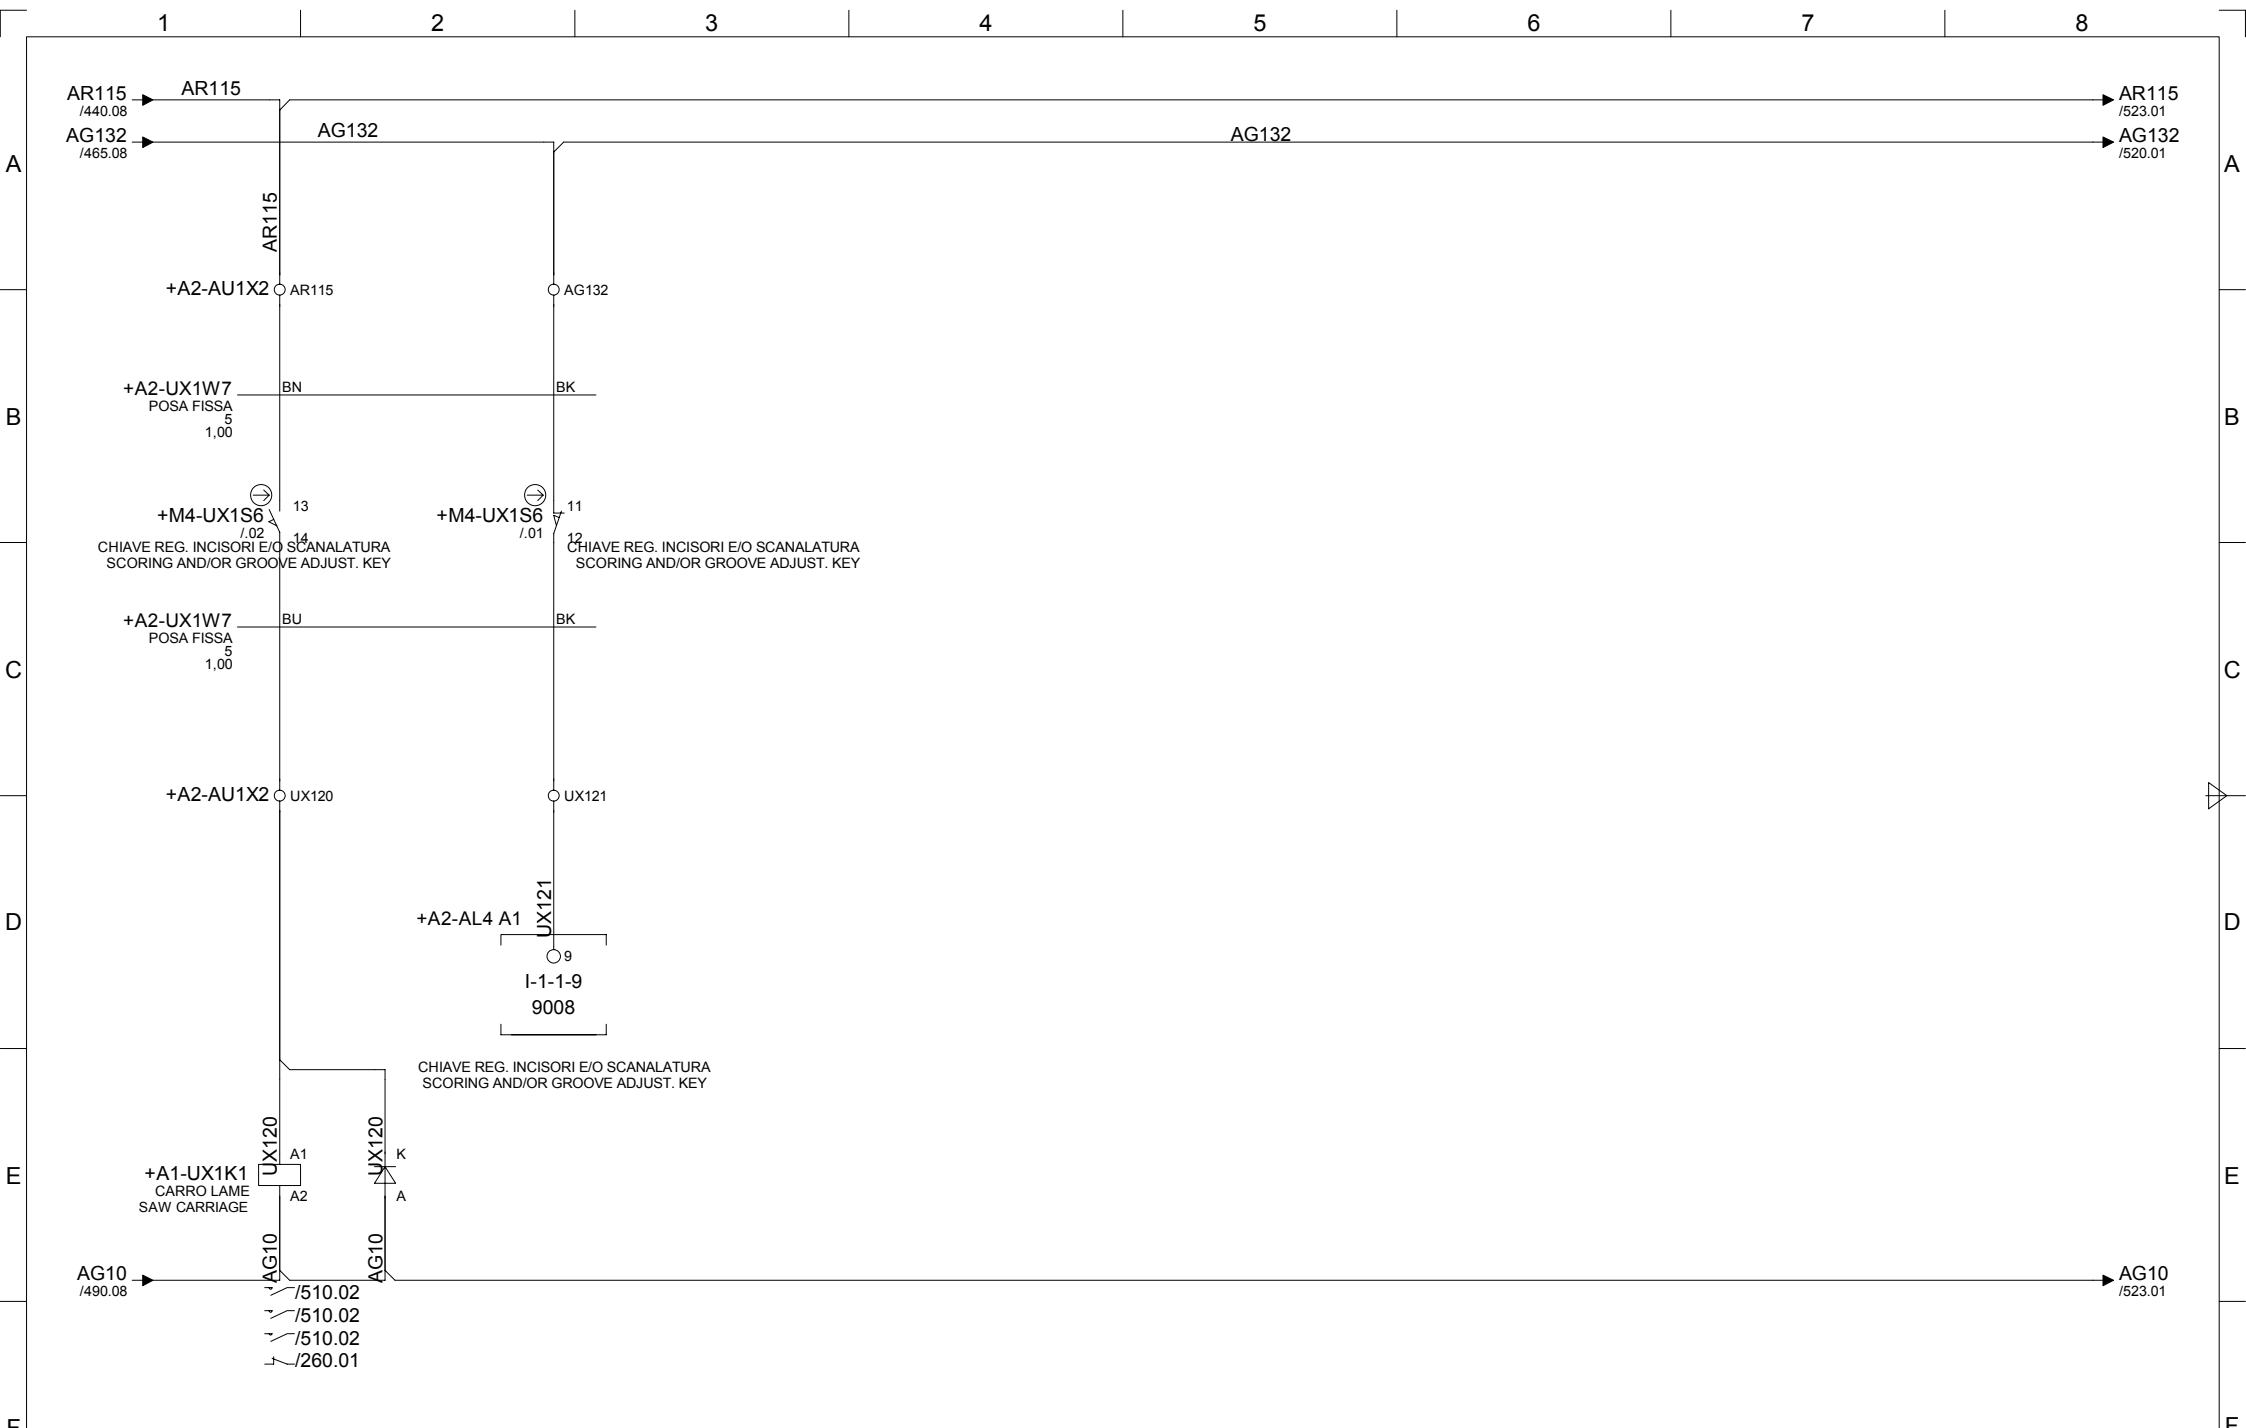 1 2 3 4 5 6 7 8
AR115 AR115 AR115
/440.08 /523.01
AG132 AG132 AG132 AG132
/465.08 /520.01
A A
AR115
+A2-AU1X2 AR115 AG132
+A2-UX1W7 BN BK
POSA FISSA
5
1,00
B B
+M4-UX1S6 13 +M4-UX1S6 11
/.02 14 /.01 12
CHIAVE REG. INCISORI E/O SCANALATURA CHIAVE REG. INCISORI E/O SCANALATURA
SCORING AND/OR GROOVE ADJUST. KEY SCORING AND/OR GROOVE ADJUST. KEY
+A2-UX1W7 BU BK
POSA FISSA
5
1,00
C C
+A2-AU1X2 UX120 UX121
UX121
+A2-AL4 A1
D D
9
I-1-1-9
9008
CHIAVE REG. INCISORI E/O SCANALATURA
SCORING AND/OR GROOVE ADJUST. KEY
UX120 UX120
A1 K
+A1-UX1K1
CARRO LAME
SAW CARRIAGE
A2 A
E E
AG10 AG10
AG10 AG10
/490.08 /523.01
/510.02
/510.02
/510.02
/260.01
F F